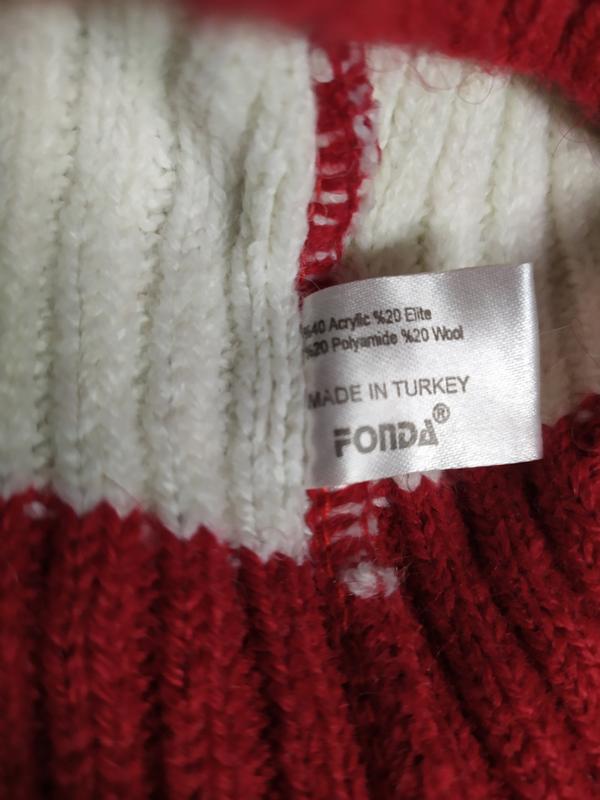 %40 Acrylic %20 Elite
%20 Polyamide %20 Wool
MADE IN TURKEY
FONDA®